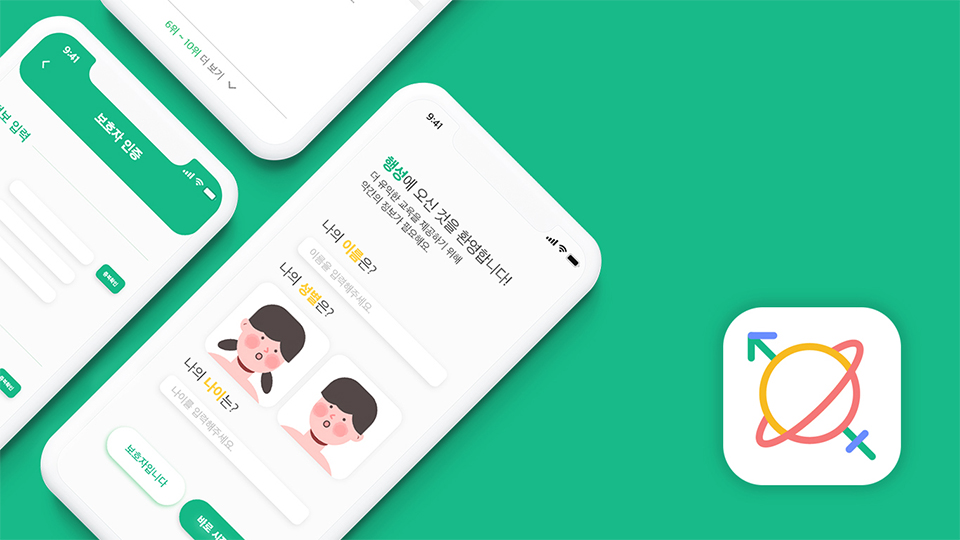 6위 ~ 10위 더 보기
9:41
보호자 인증
정보 입력
중복확인
중복확인
9:41
행성에 오신 것을 환영합니다!
더 유익한 교육을 제공하기 위해
약간의 정보가 필요해요.
나의 이름은?
이름을 입력해주세요.
나의 성별은?
나의 나이는?
나이를 입력해주세요.
보호자입니다
바로 시